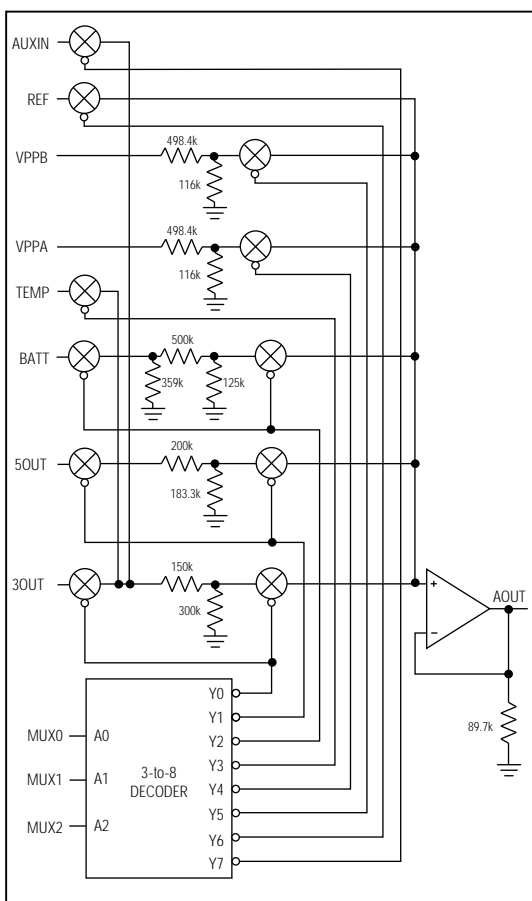 AUXIN
REF
498.4k
VPPB
116k
498.4k
VPPA
116k
TEMP
500k
BATT
359k
125k
200k
5OUT
183.3k
150k
3OUT
300k
+
AOUT
−
Y0
Y1
MUX0 A0
Y2
89.7k
3-to-8
DECODER
Y3
MUX1 A1
Y4
Y5
MUX2 A2
Y6
Y7